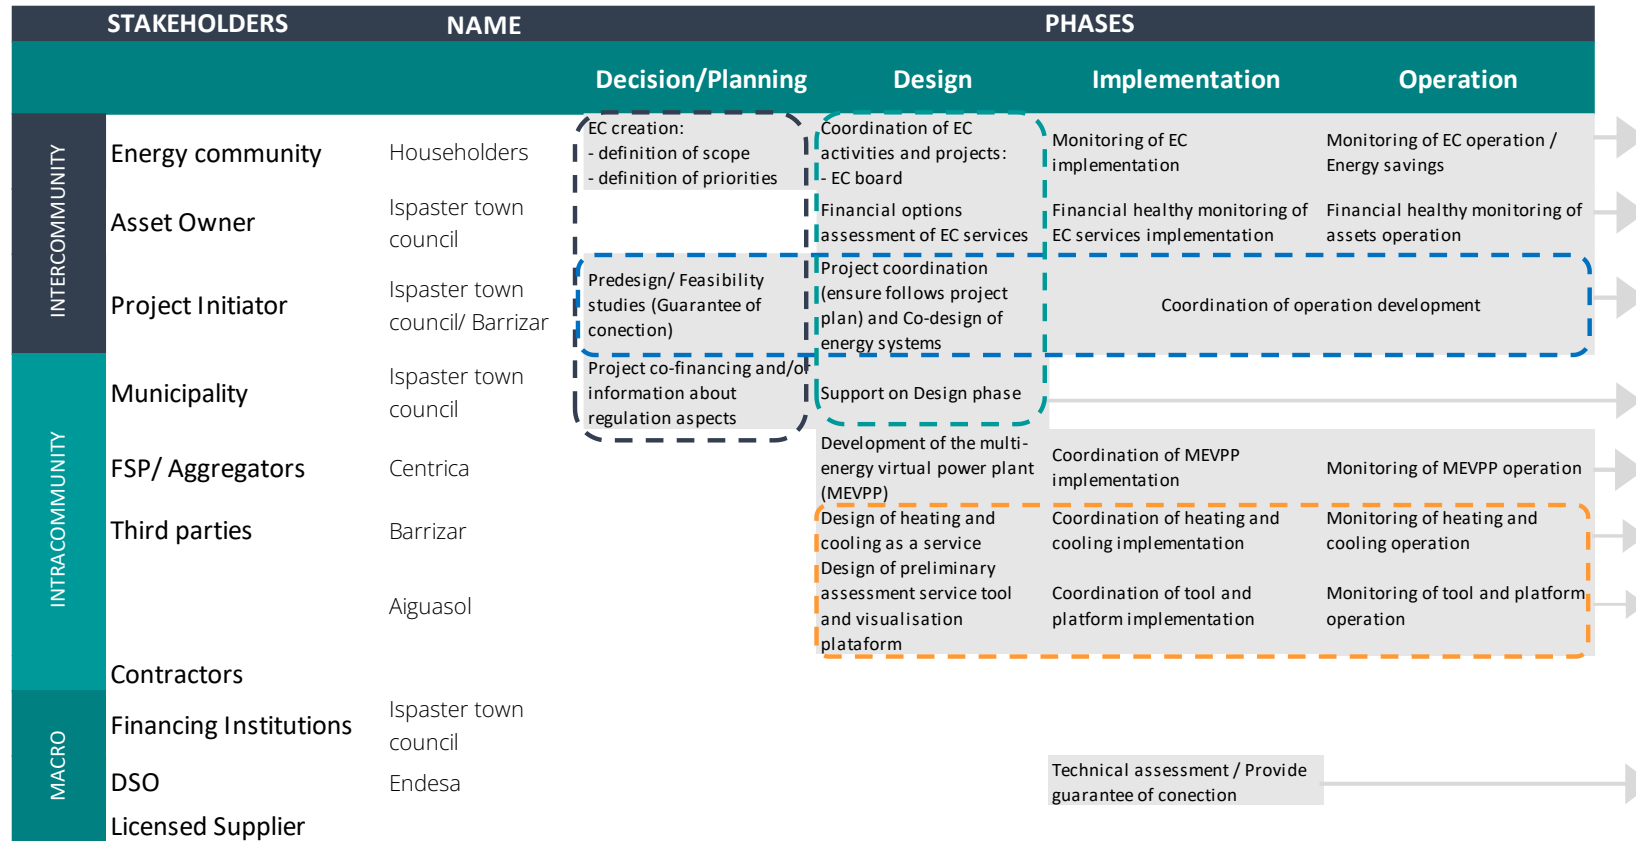 STAKEHOLDERS NAME PHASES
Decision/Planning Design Implementation Operation
INTERCOMMUNITY
Energy community
Householders
EC creation:
- definition of scope
- definition of priorities
Coordination of EC
activities and projects:
- EC board
Monitoring of EC
implementation
Monitoring of EC operation /
Energy savings
Asset Owner
Ispaster town
council
Financial options
assessment of EC services
Financial healthy monitoring of
EC services implementation
Financial healthy monitoring of
assets operation
Project Initiator
Ispaster town
council/ Barrizar
Predesign/ Feasibility
studies (Guarantee of
conection)
Project coordination
(ensure follows project
plan) and Co-design of
energy systems
Coordination of operation development
INTRACOMMUNITY
Municipality
Ispaster town
council
Project co-financing and/or
information about
regulation aspects
Support on Design phase
FSP/ Aggregators
Centrica
Development of the multi-
energy virtual power plant
(MEVPP)
Coordination of MEVPP
implementation
Monitoring of MEVPP operation
Third parties
Barrizar
Design of heating and
cooling as a service
Coordination of heating and
cooling implementation
Monitoring of heating and
cooling operation
Aiguasol
Design of preliminary
assessment service tool
and visualisation
plataform
Coordination of tool and
platform implementation
Monitoring of tool and platform
operation
Contractors
MACRO
Financing Institutions
Ispaster town
council
DSO
Endesa
Technical assessment / Provide
guarantee of conection
Licensed Supplier